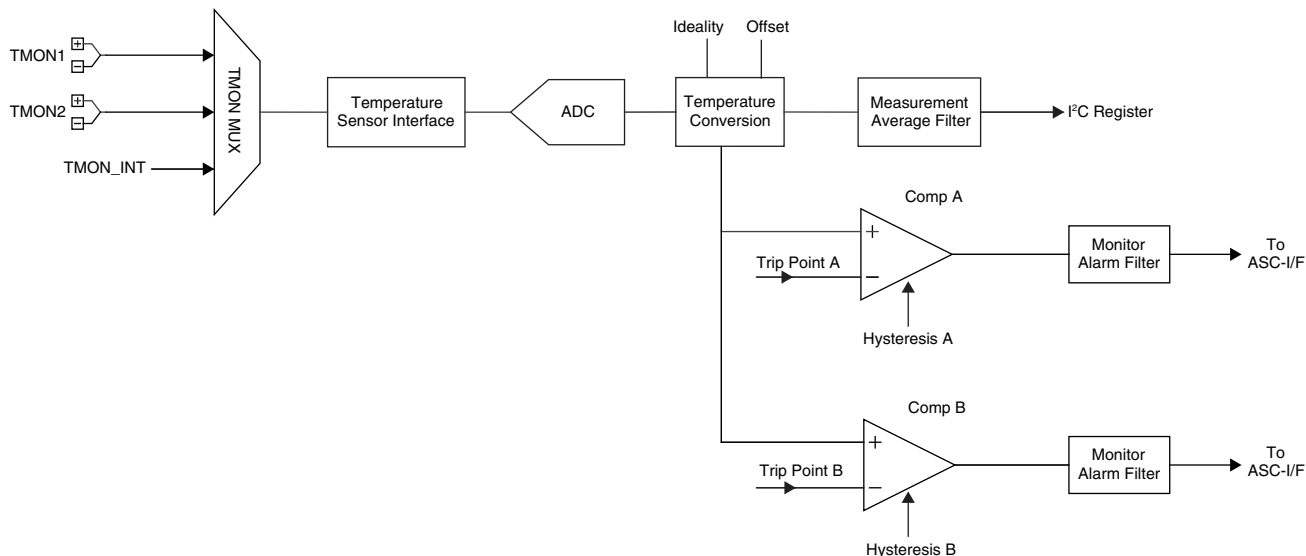 Ideality
Offset
TMON1
+
−
TMON2
+
−
TMON_INT
TMON MUX
Temperature
Sensor Interface
ADC
Temperature
Conversion
Measurement
Average Filter
I²C Register
Comp A
+
−
Trip Point A
Hysteresis A
Monitor
Alarm Filter
To
ASC-I/F
Comp B
+
−
Trip Point B
Hysteresis B
Monitor
Alarm Filter
To
ASC-I/F